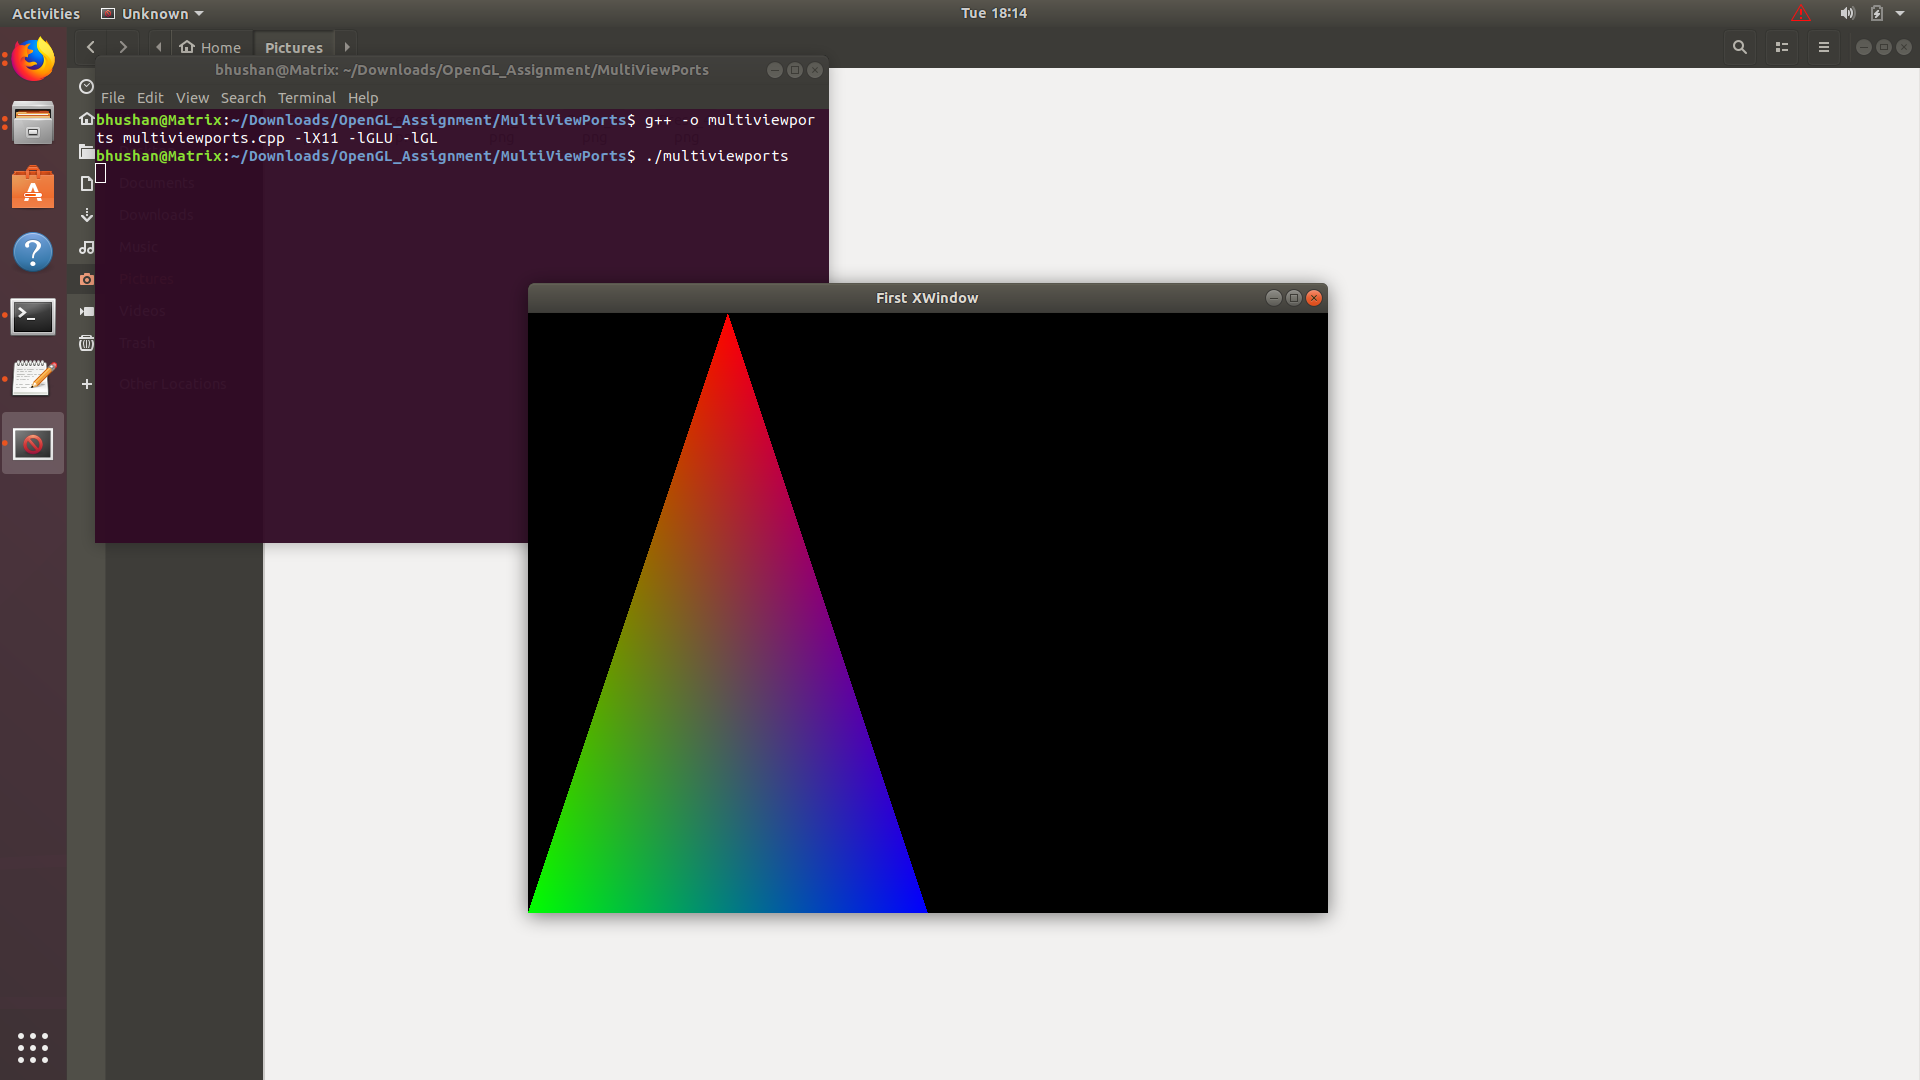 Activities Unknown Tue 18:14
Home Pictures
bhushan@Matrix: ~/Downloads/OpenGL_Assignment/MultiViewPorts
File Edit View Search Terminal Help
bhushan@Matrix:~/Downloads/OpenGL_Assignment/MultiViewPorts$ g++ -o multiviewpor
ts multiviewports.cpp -lX11 -lGLU -lGL
bhushan@Matrix:~/Downloads/OpenGL_Assignment/MultiViewPorts$ ./multiviewports
Documents
Downloads
Music
Pictures
Videos
Trash
Other Locations
First XWindow